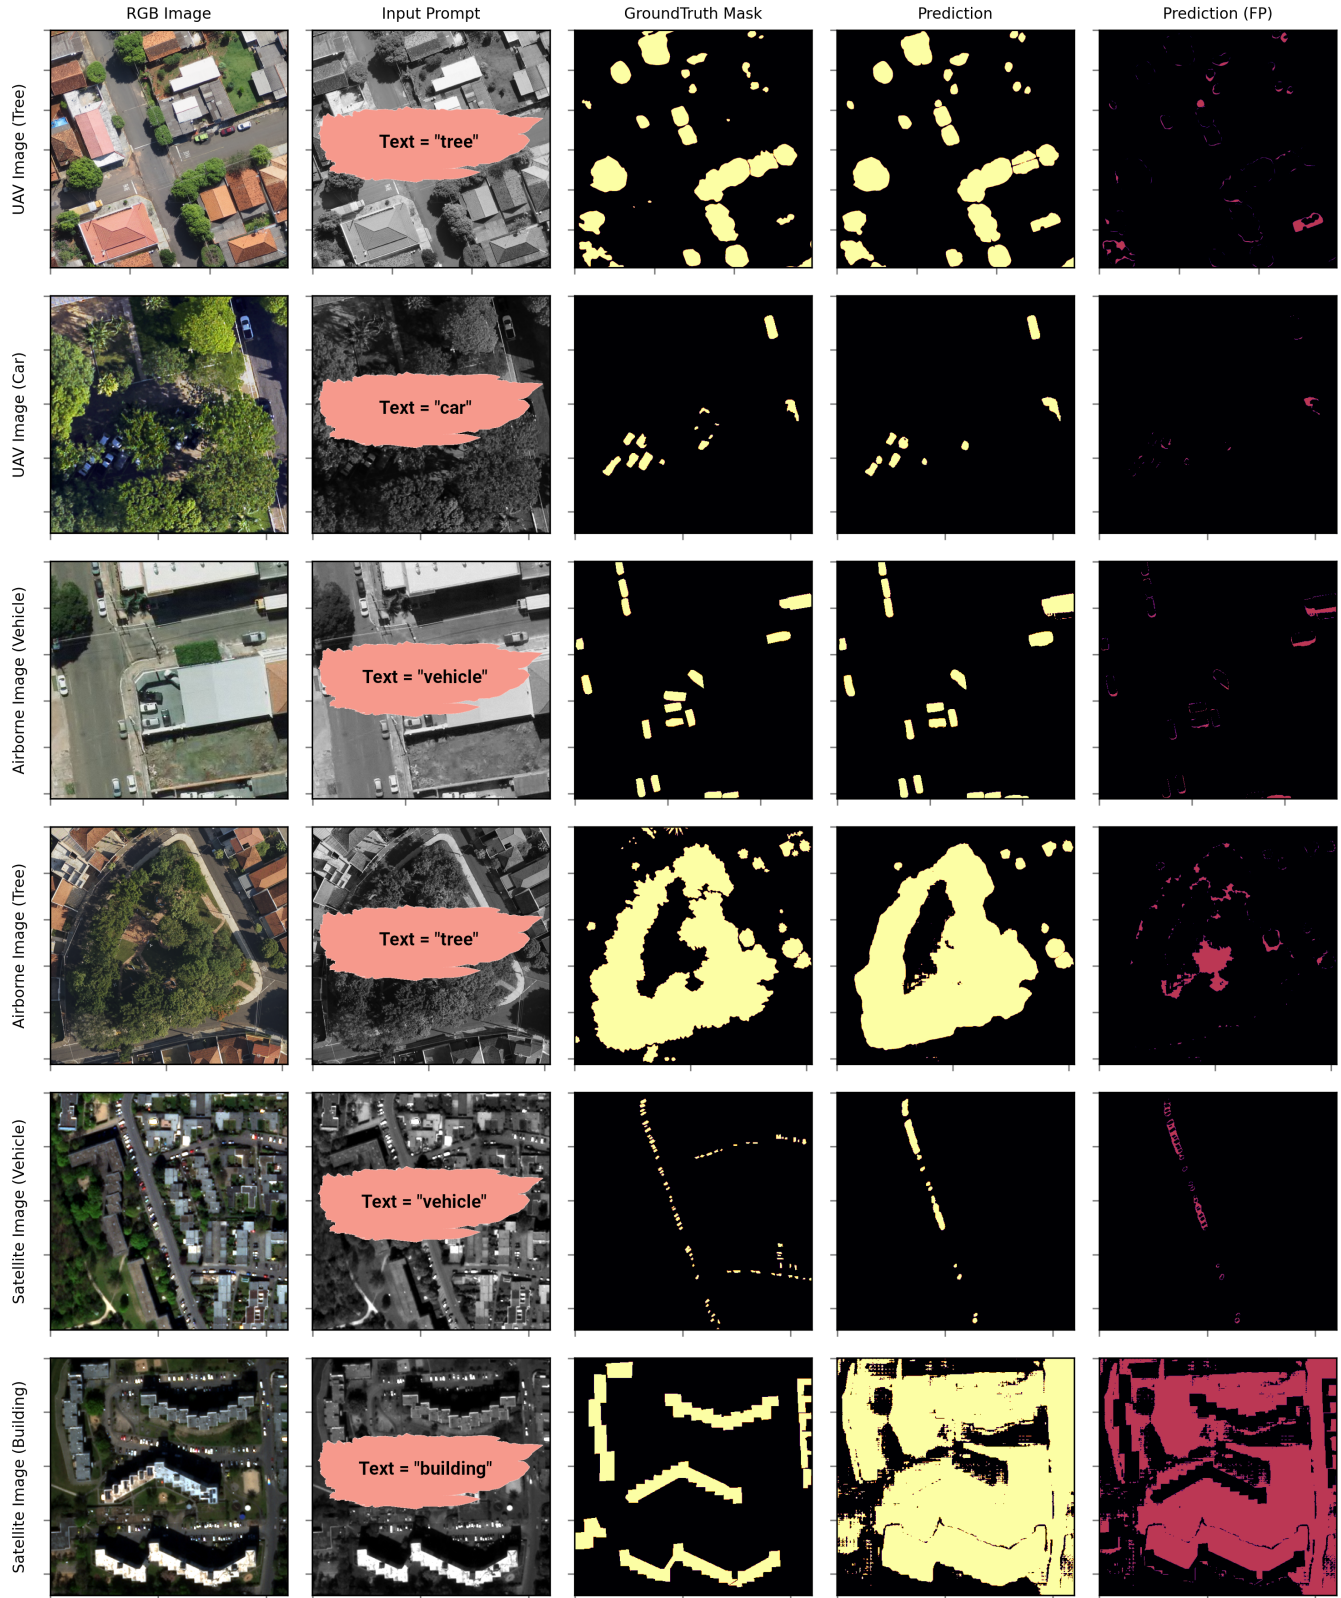 RGB Image
Input Prompt
GroundTruth Mask
Prediction
Prediction (FP)
UAV Image (Tree)
Text = "tree"
UAV Image (Car)
Text = "car"
Airborne Image (Vehicle)
Text = "vehicle"
Airborne Image (Tree)
Text = "tree"
Satellite Image (Vehicle)
Text = "vehicle"
Satellite Image (Building)
Text = "building"